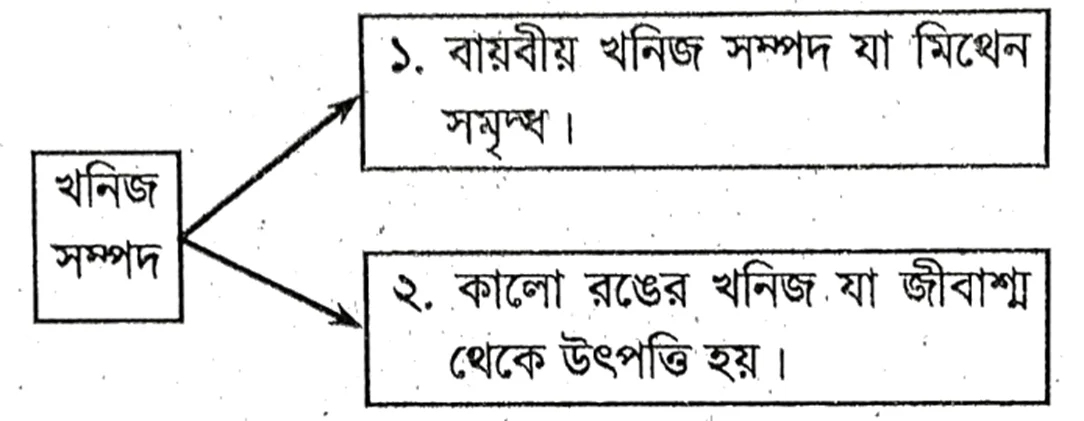 খনিজ
সম্পদ
১. বায়বীয় খনিজ সম্পদ যা মিথেন
সমৃদ্ধ।
২. কালো রঙের খনিজ যা জীবাশ্ম
থেকে উৎপত্তি হয়।